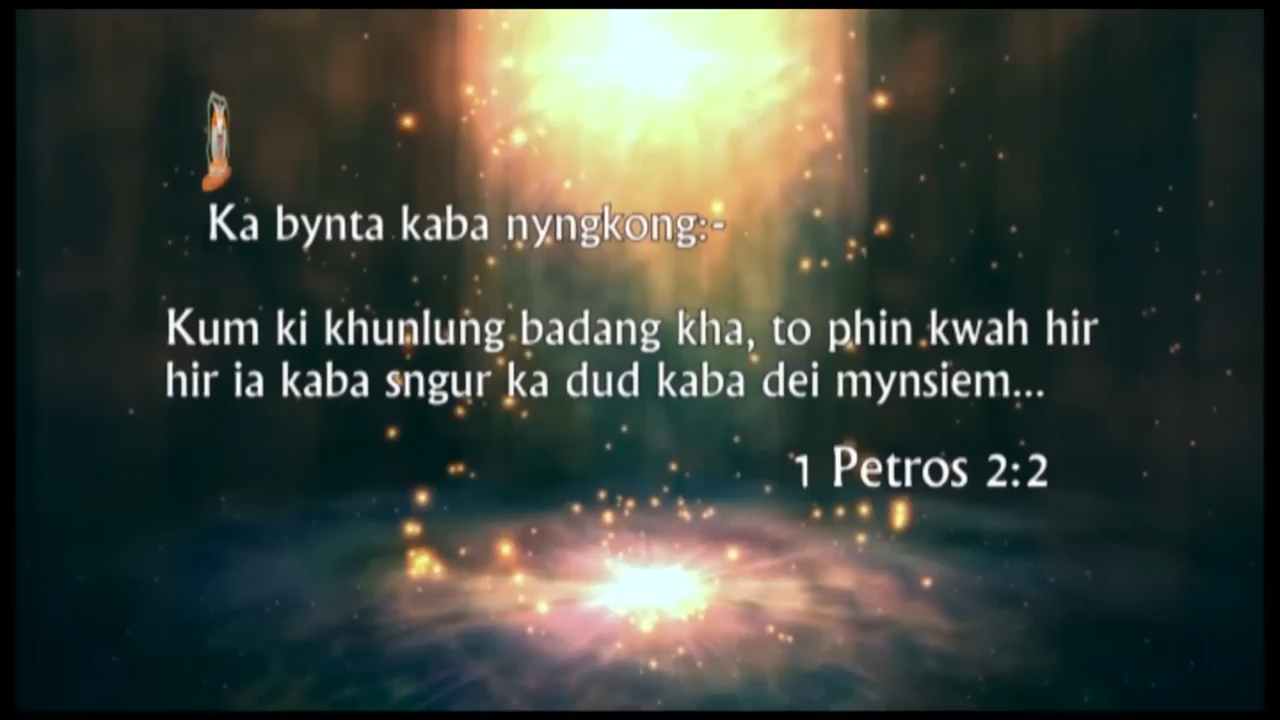 Ka bynta kaba nyngkong:-
Kum ki khunlung badang kha, to phin kwah hir
hir ia kaba sngur ka dud kaba dei mynsiem...
1 Petros 2:2